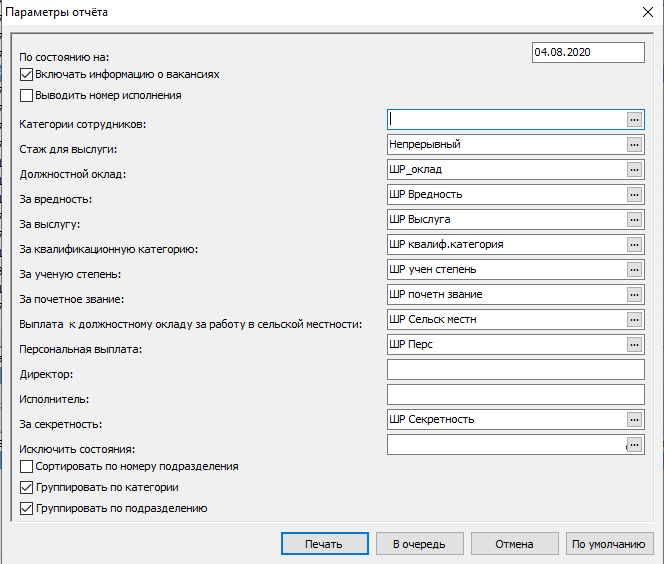 Параметры отчёта
По состоянию на: 04.08.2020
Включать информацию о вакансиях
Выводить номер исполнения
Категории сотрудников: ...
Стаж для выслуги: Непрерывный ...
Должностной оклад: ШР_оклад ...
За вредность: ШР Вредность ...
За выслугу: ШР Выслуга ...
За квалификационную категорию: ШР квалиф.категория ...
За ученую степень: ШР учен степень ...
За почетное звание: ШР почетн звание ...
Выплата к должностному окладу за работу в сельской местности: ШР Сельск местн ...
Персональная выплата: ШР Перс ...
Директор:
Исполнитель:
За секретность: ШР Секретность ...
Исключить состояния: ...
Сортировать по номеру подразделения
Группировать по категории
Группировать по подразделению
Печать В очередь Отмена По умолчанию